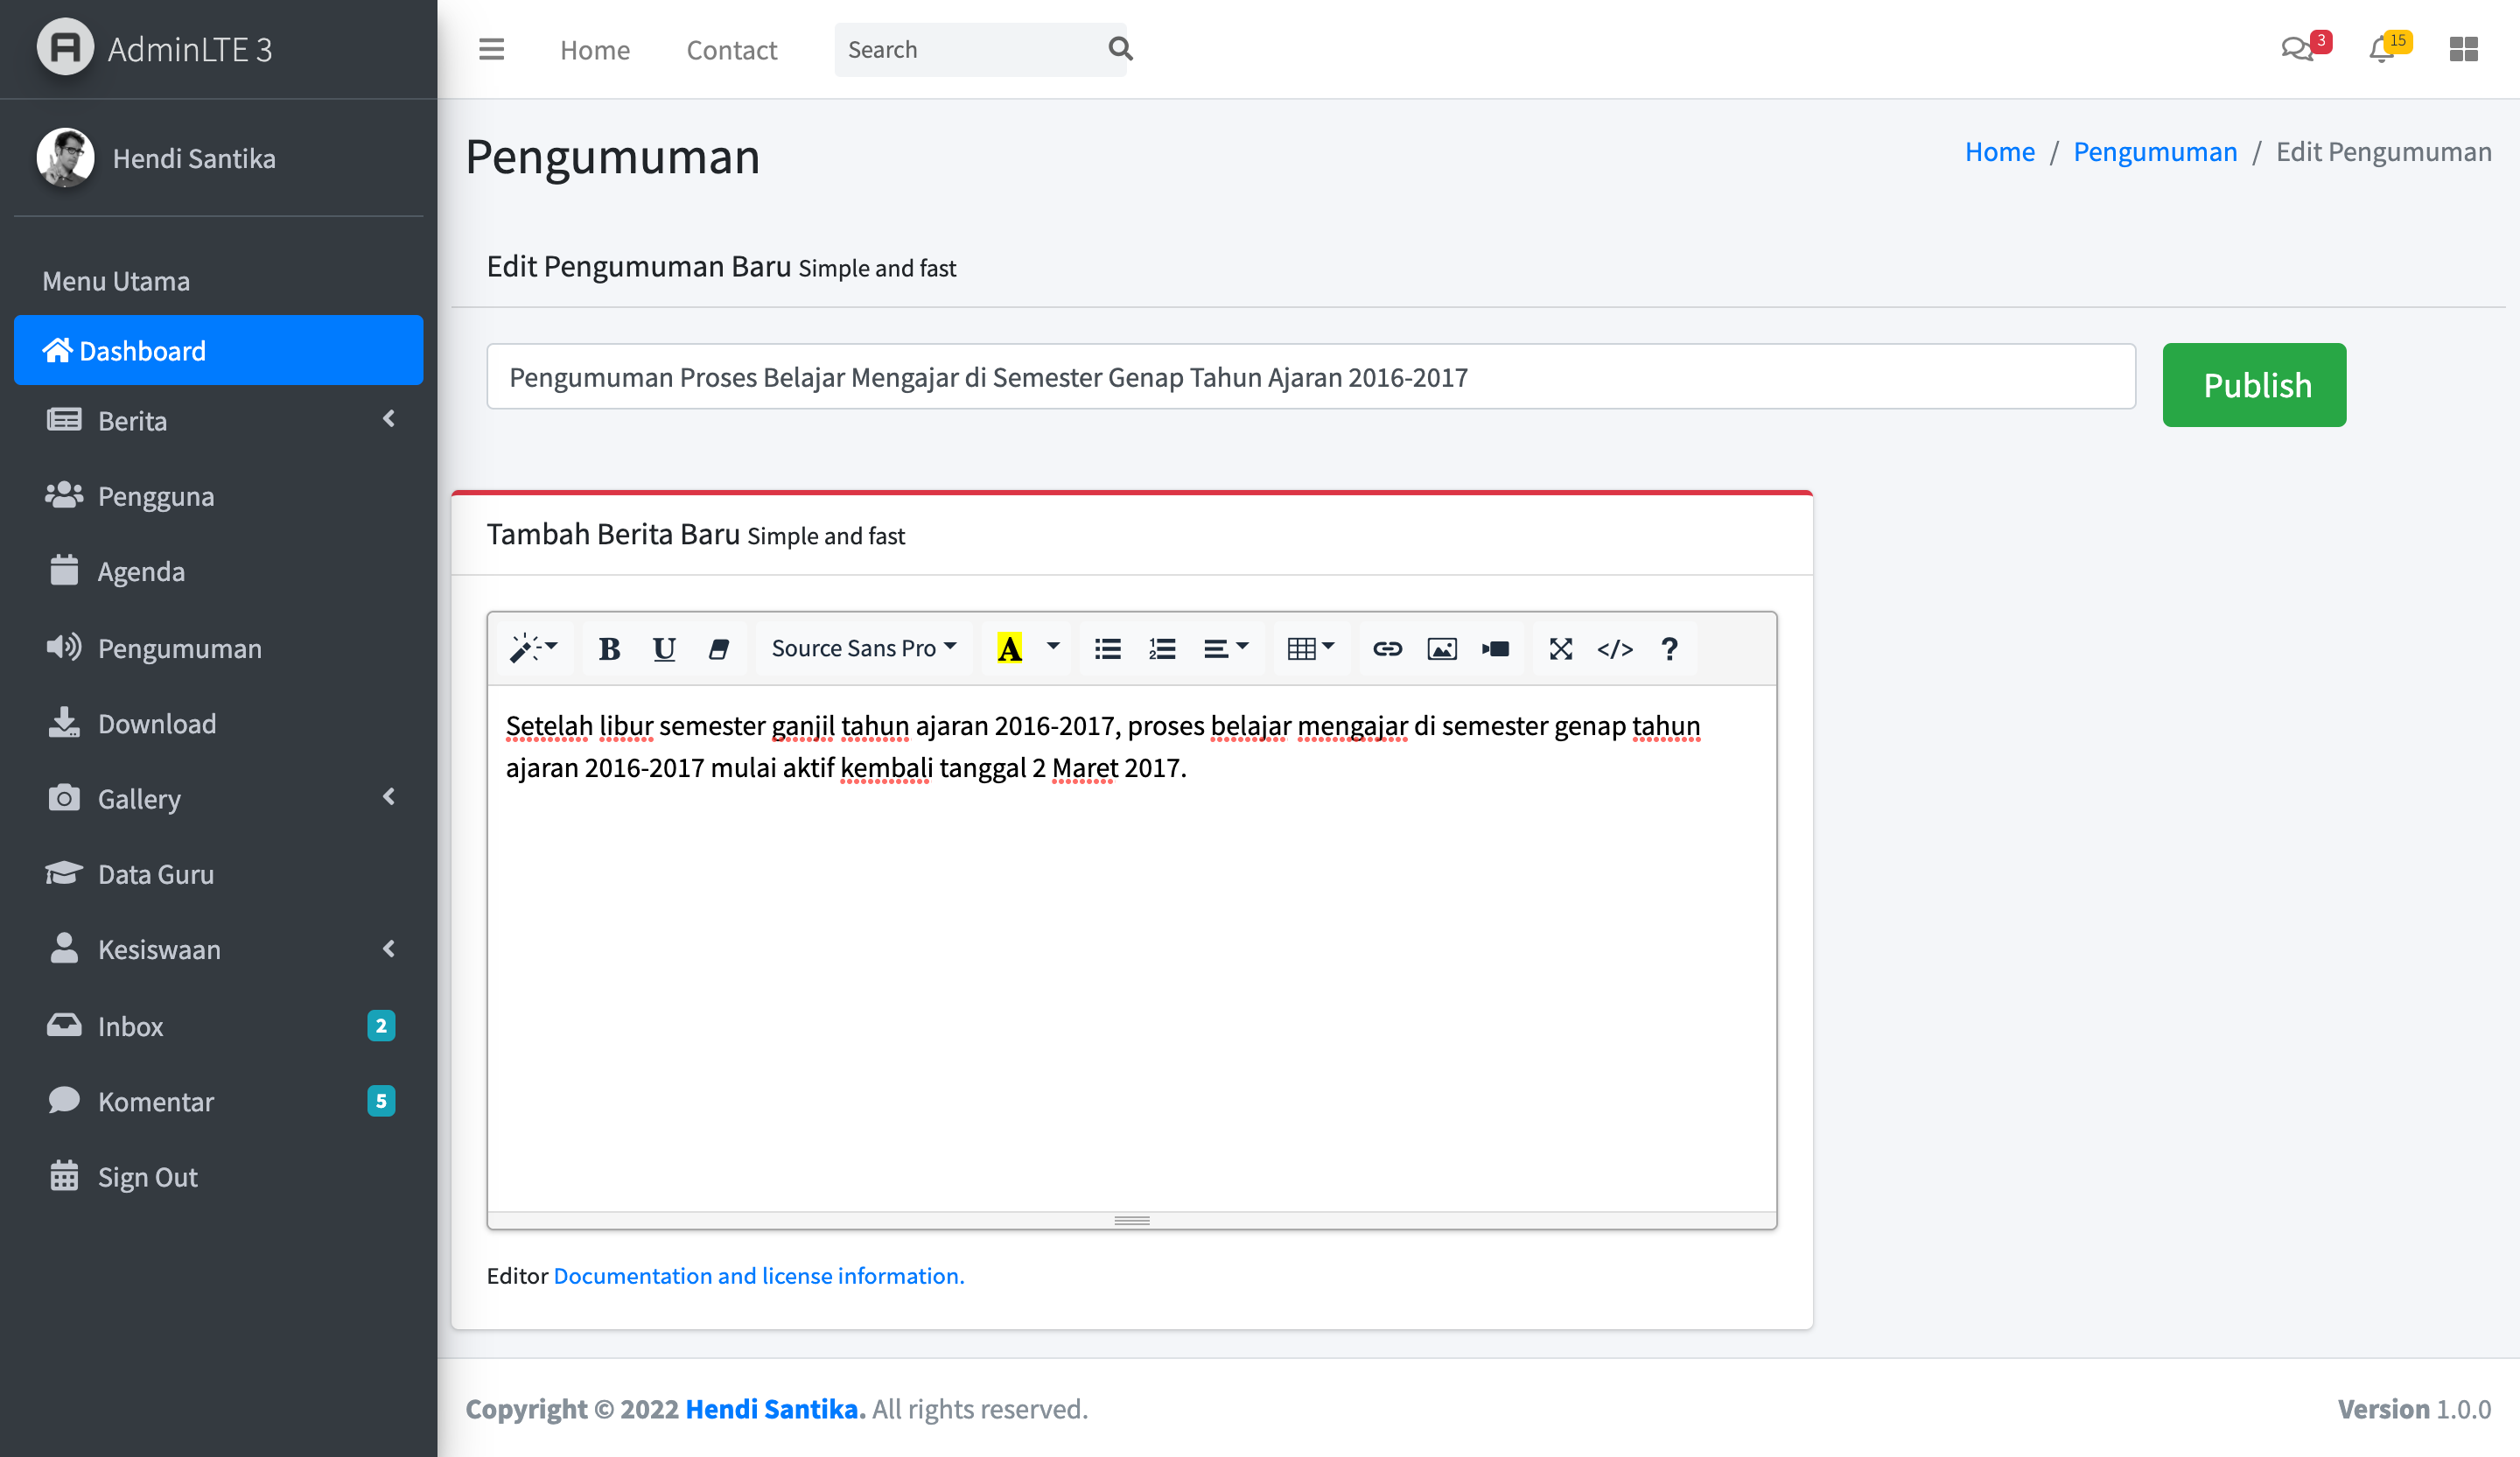 AdminLTE 3
Hendi Santika
Menu Utama
Dashboard
Berita
Pengguna
Agenda
Pengumuman
Download
Gallery
Data Guru
Kesiswaan
Inbox 2
Komentar 5
Sign Out
Home Contact Search 3 15
Pengumuman
Home / Pengumuman / Edit Pengumuman
Edit Pengumuman Baru Simple and fast
Pengumuman Proses Belajar Mengajar di Semester Genap Tahun Ajaran 2016-2017
Publish
Tambah Berita Baru Simple and fast
B U Source Sans Pro A </> ?
Setelah libur semester ganjil tahun ajaran 2016-2017, proses belajar mengajar di semester genap tahun
ajaran 2016-2017 mulai aktif kembali tanggal 2 Maret 2017.
Editor Documentation and license information.
Copyright © 2022 Hendi Santika. All rights reserved.
Version 1.0.0